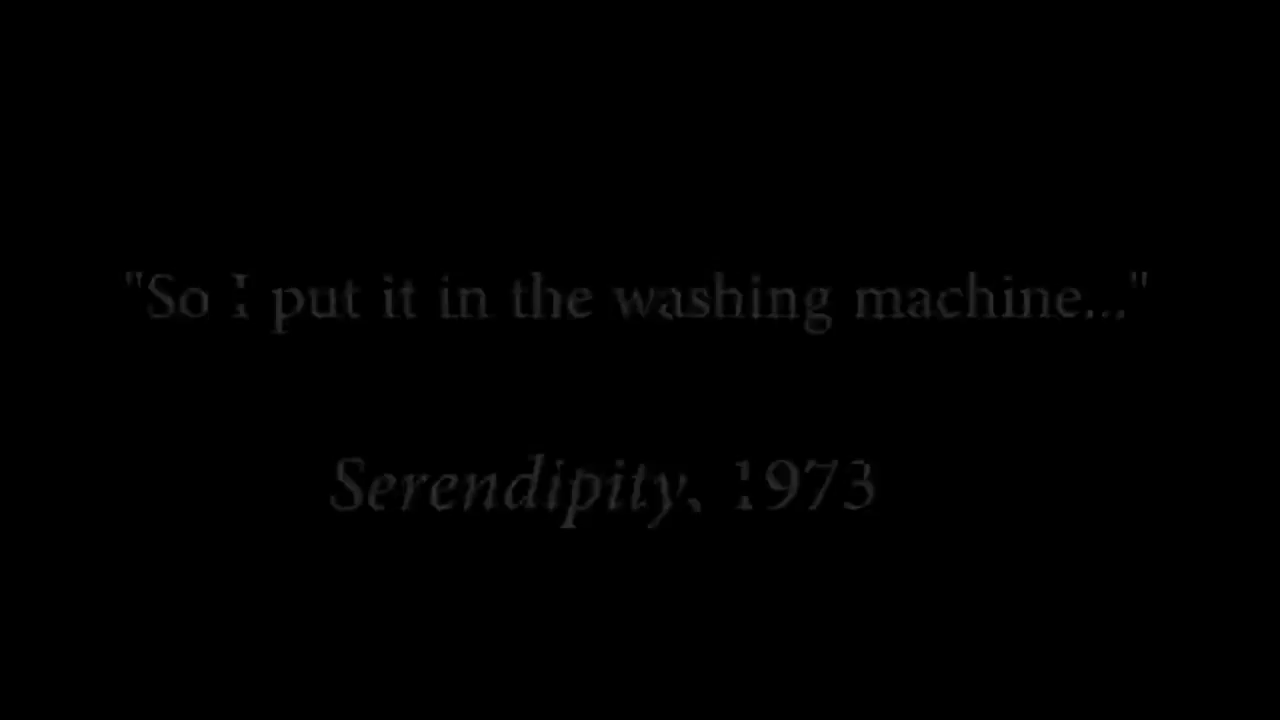 "So I put it in the washing machine..."
Serendipity, 1973